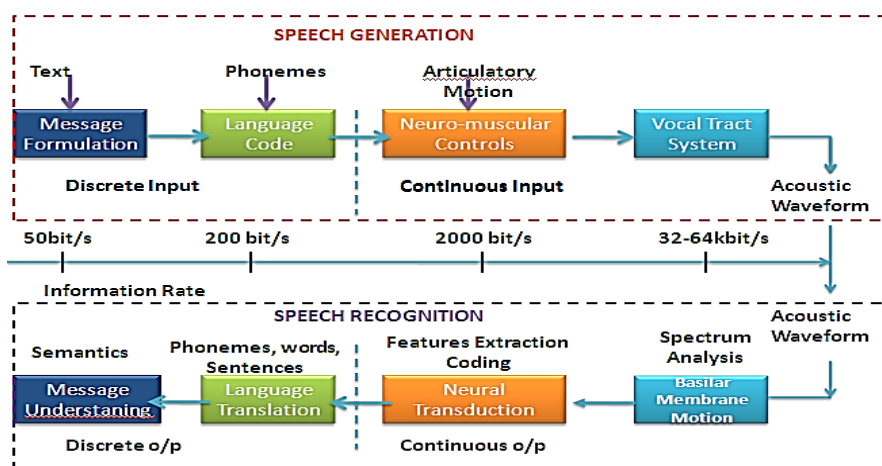 SPEECH GENERATION
Text
Phonemes
Articulatory
Motion
Message
Formulation
Language
Code
Neuro-muscular
Controls
Vocal Tract
System
Discrete Input
Continuous Input
Acoustic
Waveform
50bit/s
200 bit/s
2000 bit/s
32-64kbit/s
Information Rate
SPEECH RECOGNITION
Acoustic
Waveform
Semantics
Phonemes, words,
Sentences
Features Extraction
Coding
Spectrum
Analysis
Message
Understaning
Language
Translation
Neural
Transduction
Basilar
Membrane
Motion
Discrete o/p
Continuous o/p